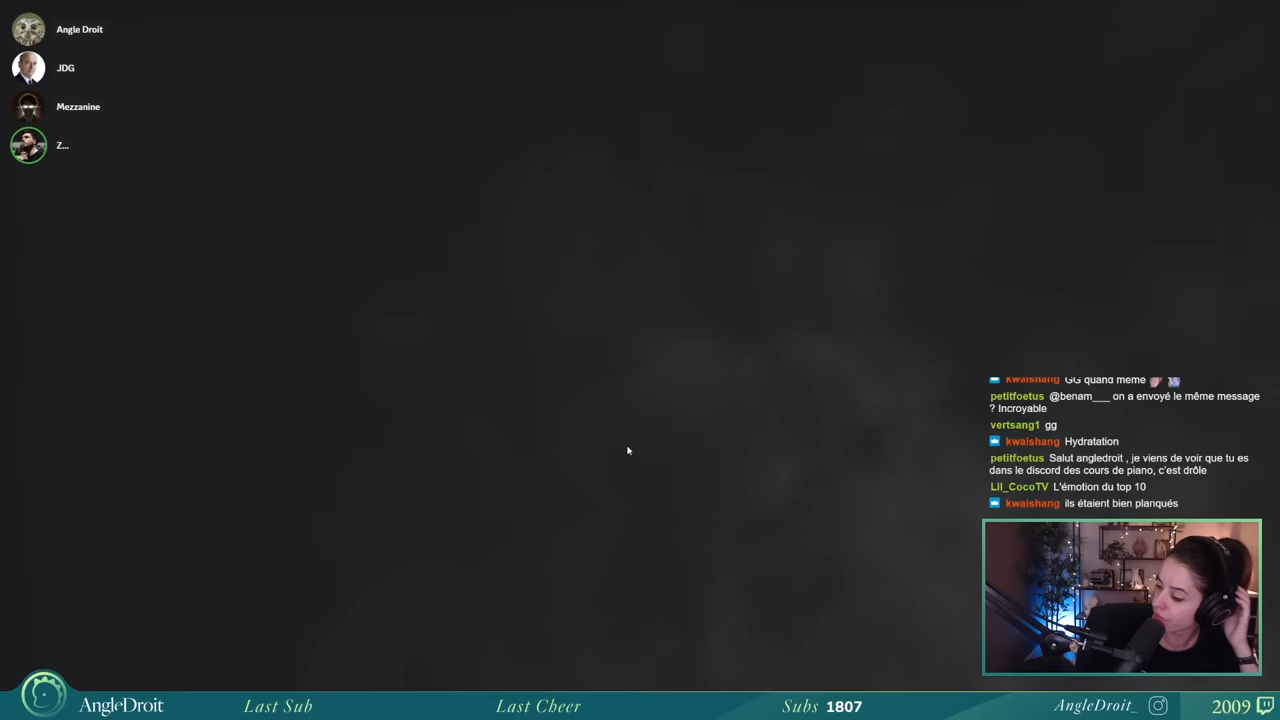 Angle Droit
JDG
Mezzanine
Z...
kwaishang GG quand même
petitfoetus @benam___ on a envoyé le même message
? Incroyable
vertsang1 gg
kwaishang Hydratation
petitfoetus Salut angledroit , je viens de voir que tu es
dans le discord des cours de piano, c'est drôle
Lil_CocoTV L'émotion du top 10
kwaishang ils étaient bien planqués
AngleDroit
Last Sub
Last Cheer
Subs 1807
AngleDroit_
2009